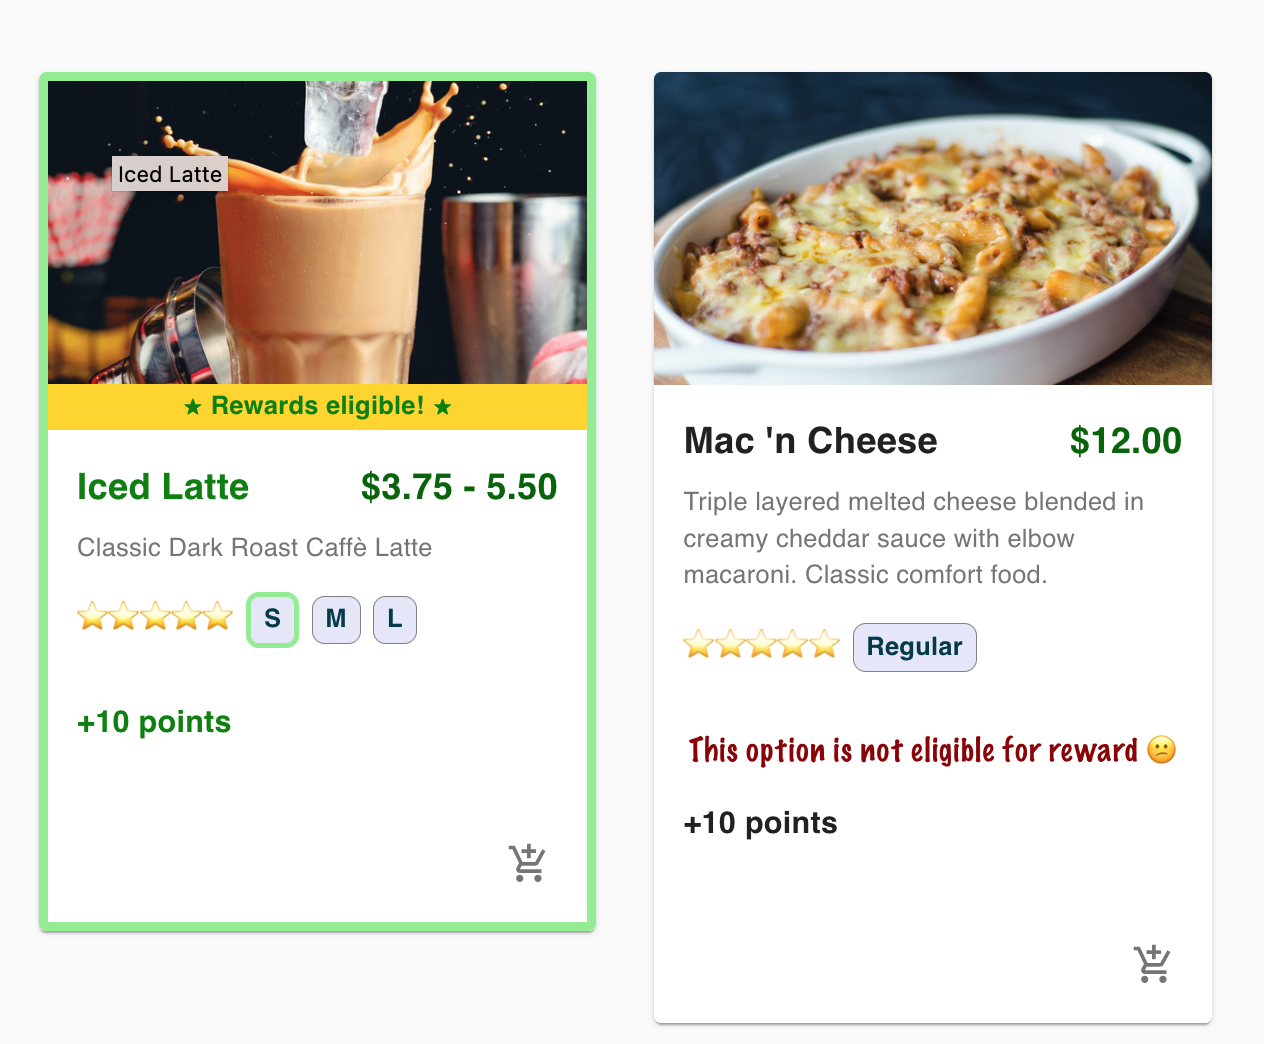 Iced Latte
★ Rewards eligible! ★
Iced Latte $3.75 - 5.50
Classic Dark Roast Caffè Latte
⭐⭐⭐⭐⭐ S M L
+10 points
Mac 'n Cheese $12.00
Triple layered melted cheese blended in
creamy cheddar sauce with elbow
macaroni. Classic comfort food.
⭐⭐⭐⭐⭐ Regular
This option is not eligible for reward 😕
+10 points